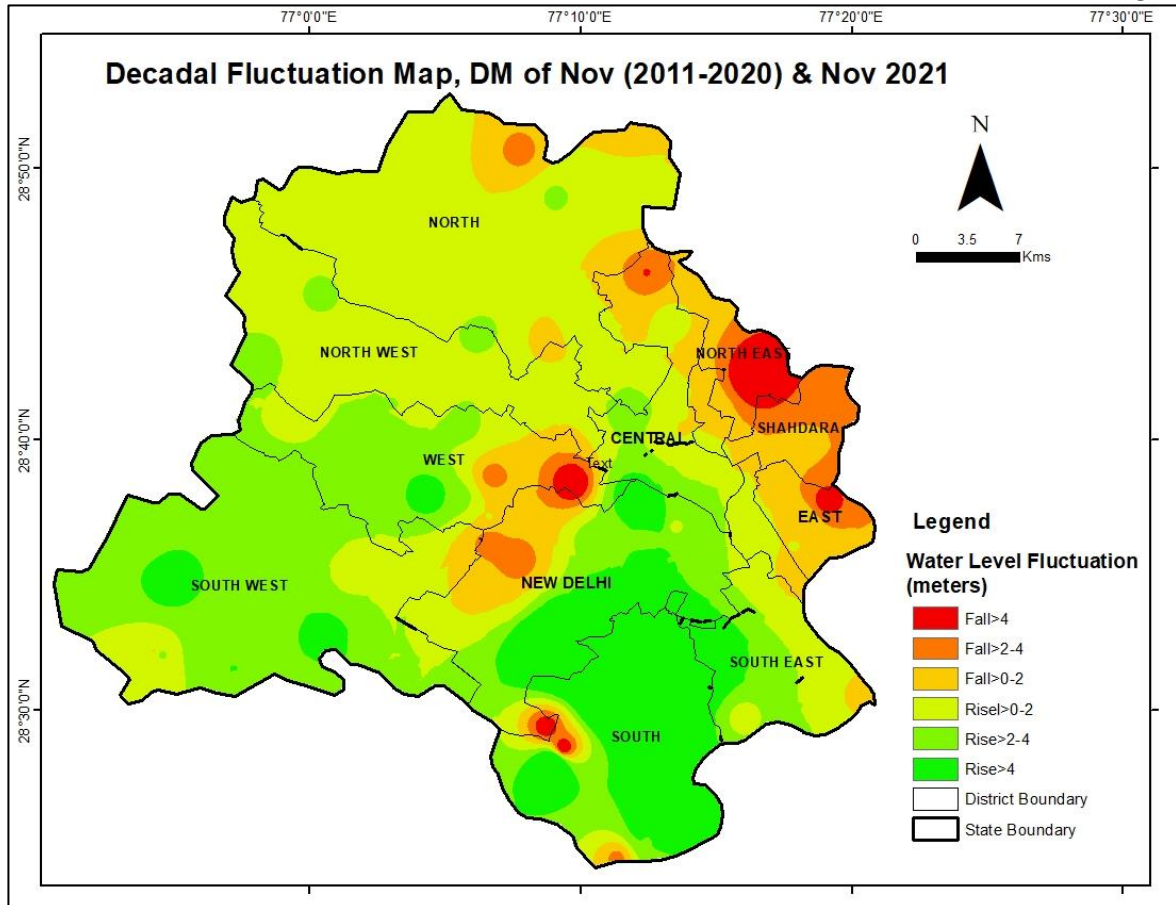 77°0'0"E
77°10'0"E
77°20'0"E
77°30'0"E
Decadal Fluctuation Map, DM of Nov (2011-2020) & Nov 2021
N
28°50'0"N
0 3.5 7
Kms
NORTH
NORTH WEST
NORTH EAST
28°40'0"N
SHAHDARA
CENTRAL
WEST
Text
EAST
SOUTH WEST
NEW DELHI
SOUTH EAST
28°30'0"N
SOUTH
Legend
Water Level Fluctuation
(meters)
Fall>4
Fall>2-4
Fall>0-2
Risel>0-2
Rise>2-4
Rise>4
District Boundary
State Boundary